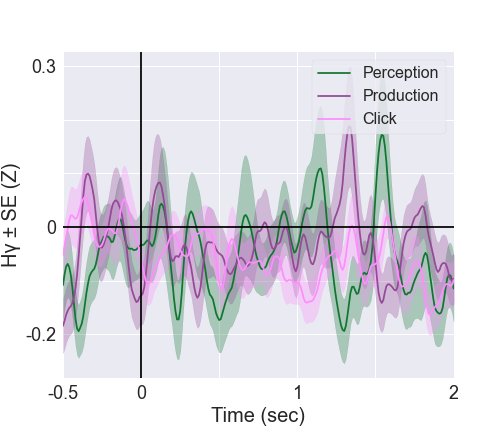 0.3
Perception
Production
Click
Hγ ± SE (Z)
0
-0.2
-0.5
0
1
2
Time (sec)